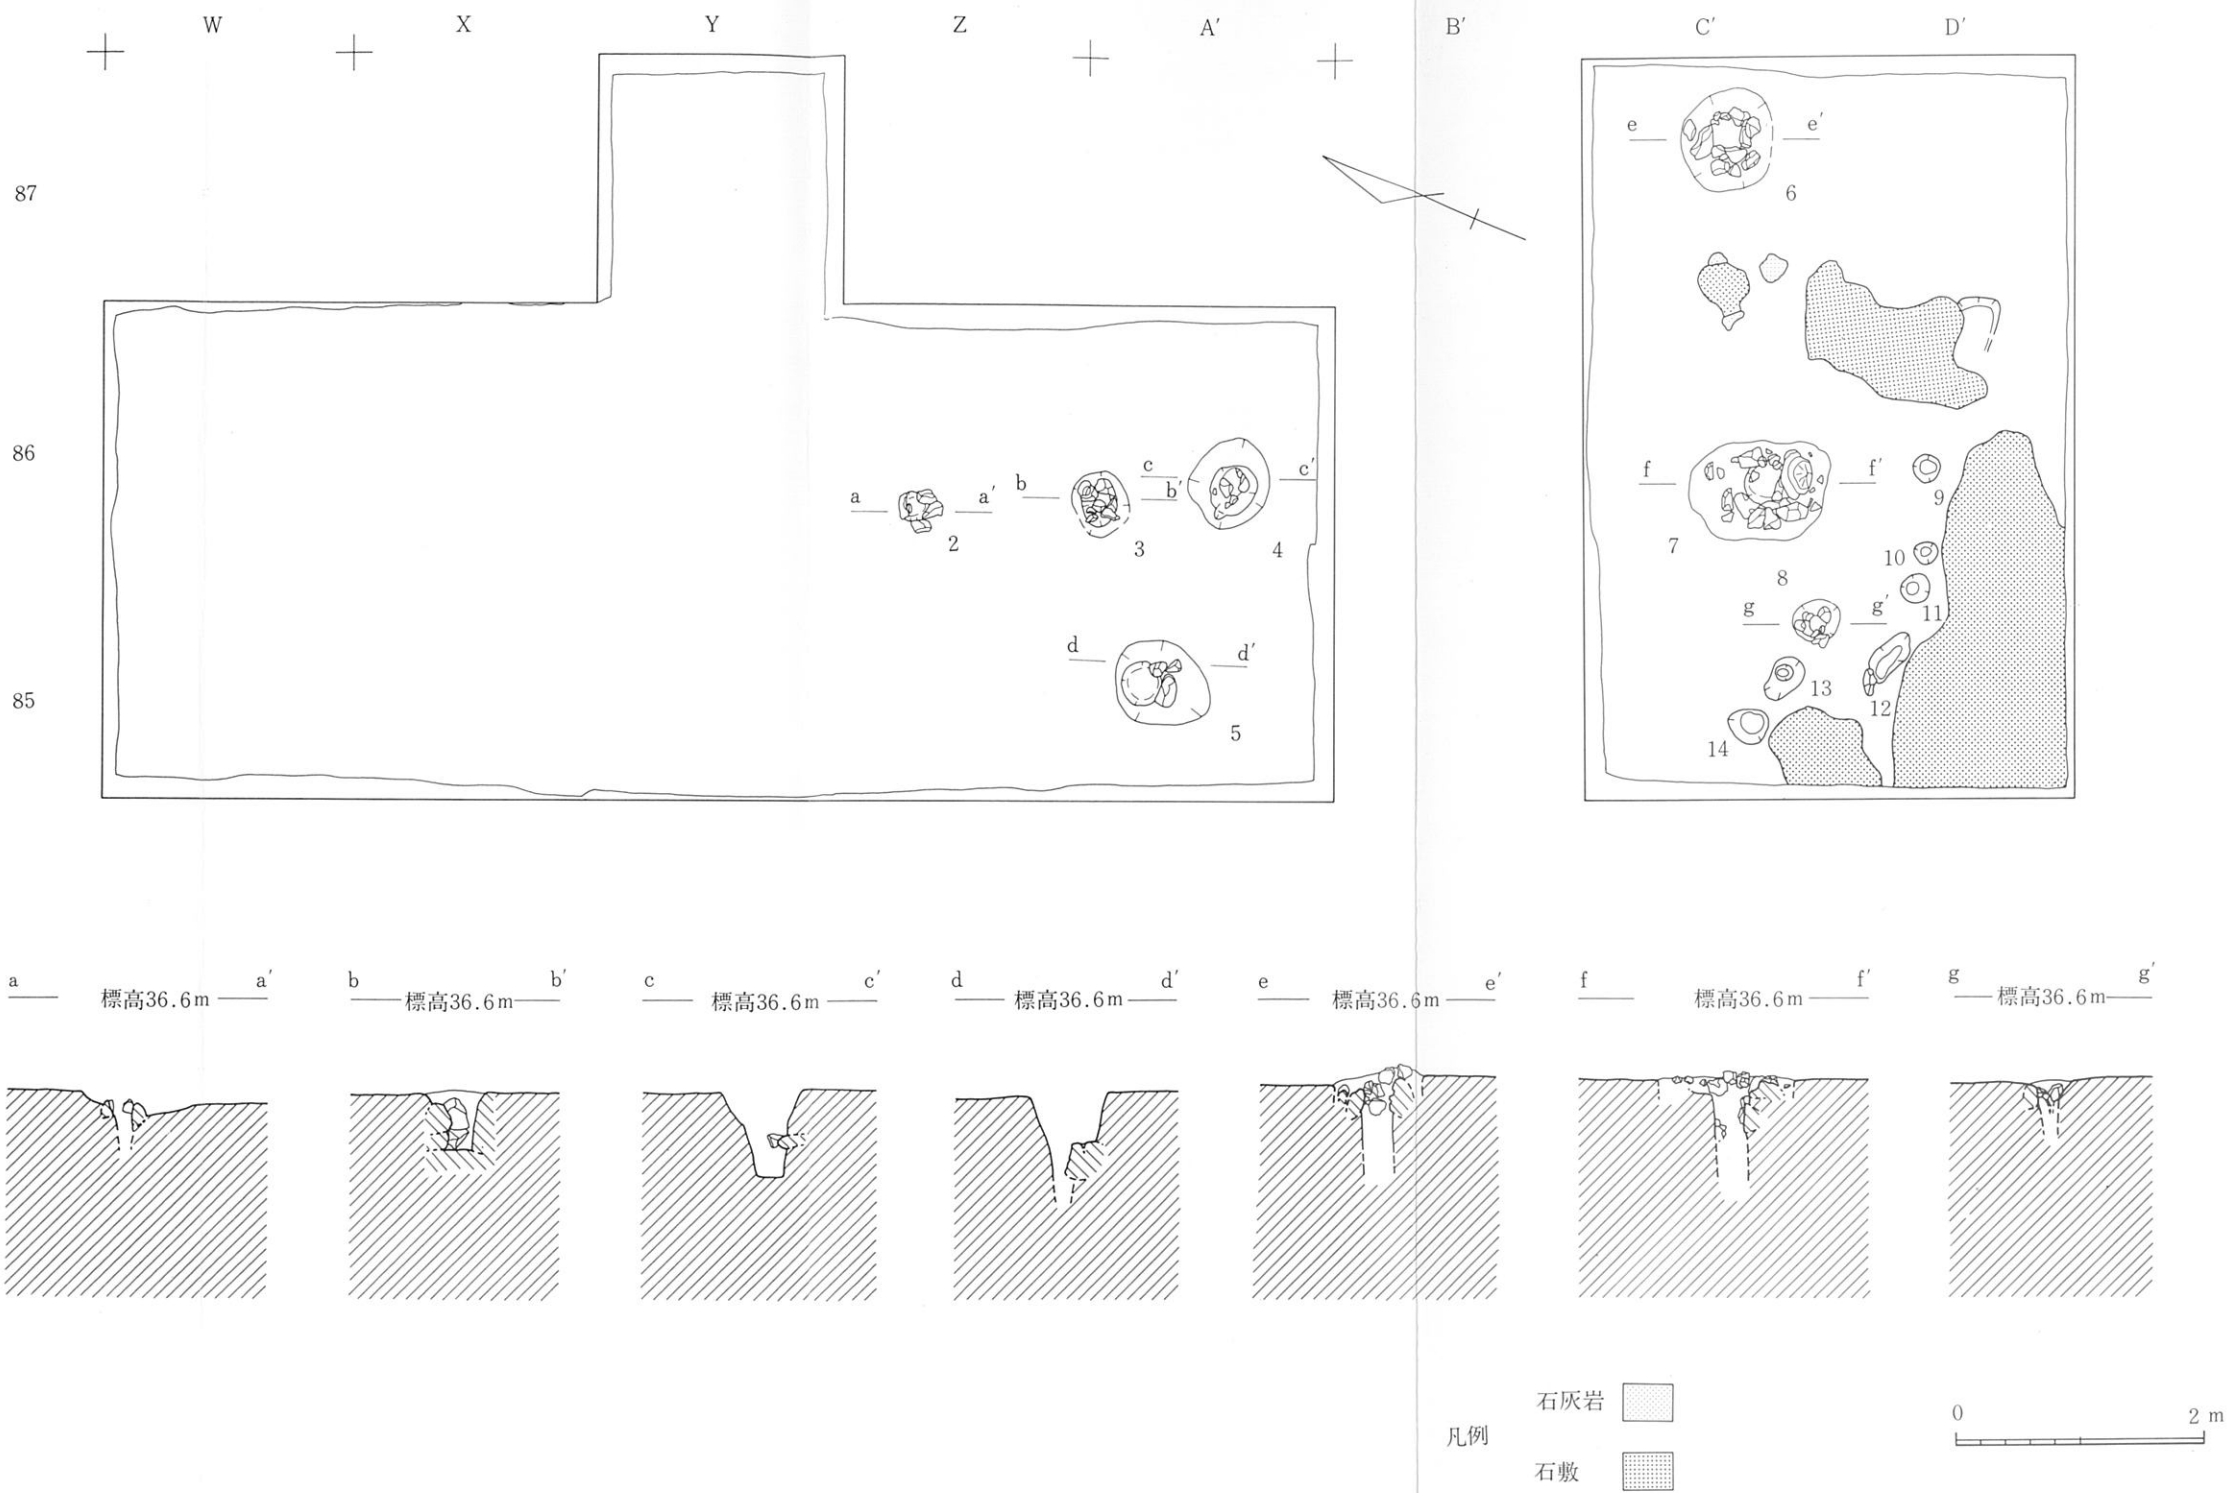 W X Y Z A′ B′ C′ D′
e e′
87 6
86
a a′ b b′ c c′ f f′
2 3 4 7 9
10
8 11
g g′
d d′
85 13
12
5 14
a a′ b b′ c c′ d d′ e e′ f f′ g g′
標高36.6m 標高36.6m 標高36.6m 標高36.6m 標高36.6m 標高36.6m 標高36.6m
石灰岩
凡例
石敷
0 2 m